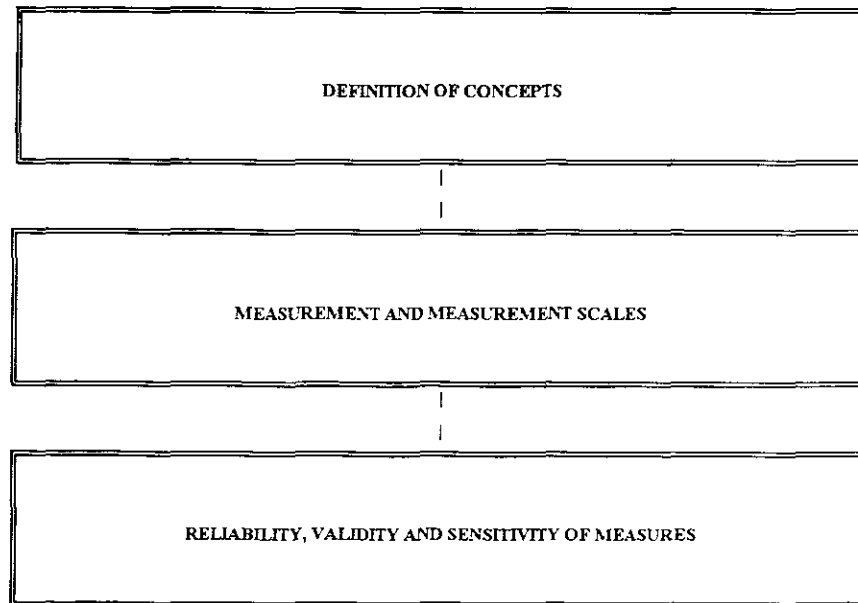 DEFINITION OF CONCEPTS
MEASUREMENT AND MEASUREMENT SCALES
RELIABILITY, VALIDITY AND SENSITIVITY OF MEASURES